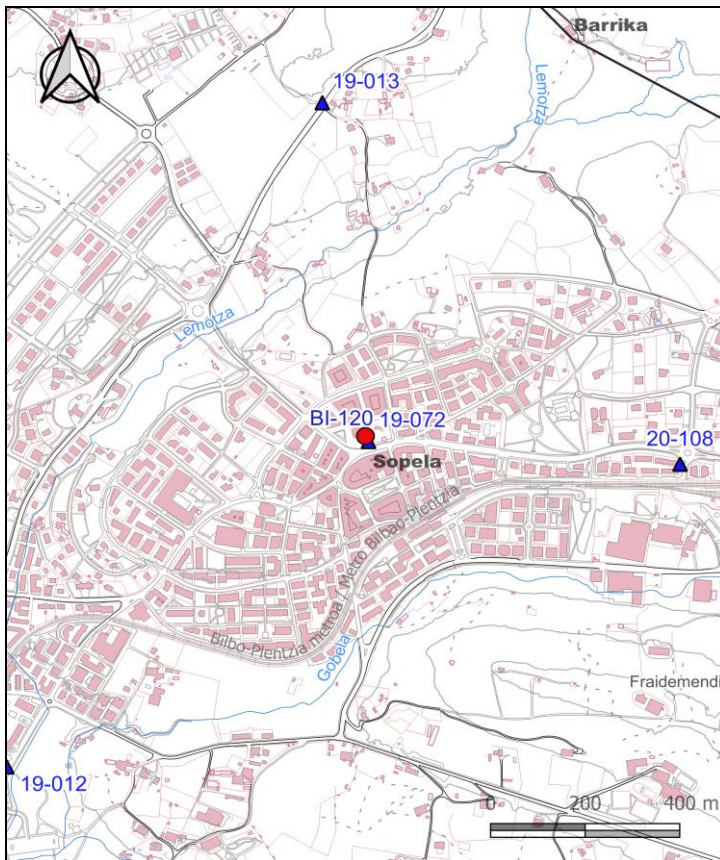 Barrika
19-013
Lemotza
Lemotza
BI-120
19-072
20-108
Sopela
Bilbo-Plentzia metroa / Metro Bilbao-Plentzia
Gobela
Fraidemendi
19-012
0 200 400 m